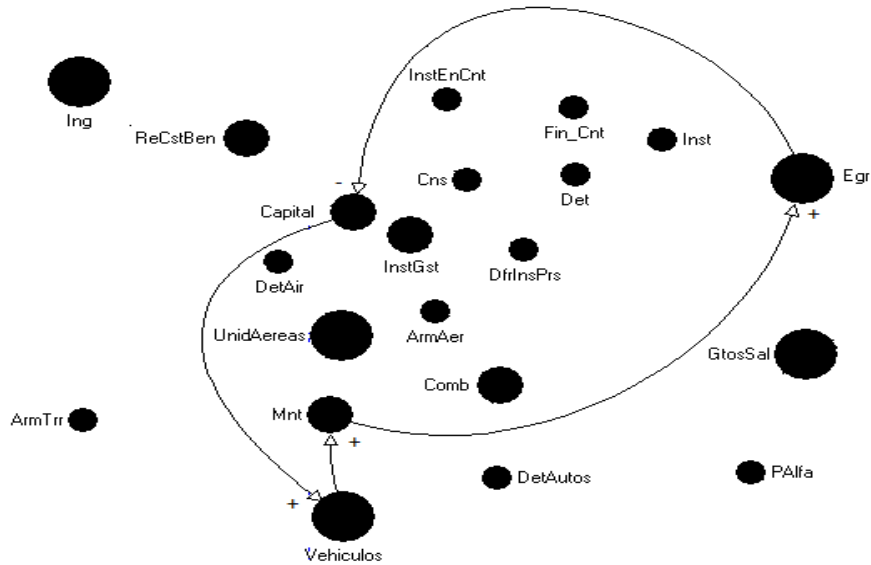 InstEnCnt
Ing
ReCstBen
Fin_Cnt
Inst
Cns
Det
Egr
-
+
Capital
InstGst
DfrInsPrs
DetAir
UnidAereas
ArmAer
GtosSal
Comb
Mnt
ArmTrr
+
DetAutos
PAlfa
+
Vehiculos